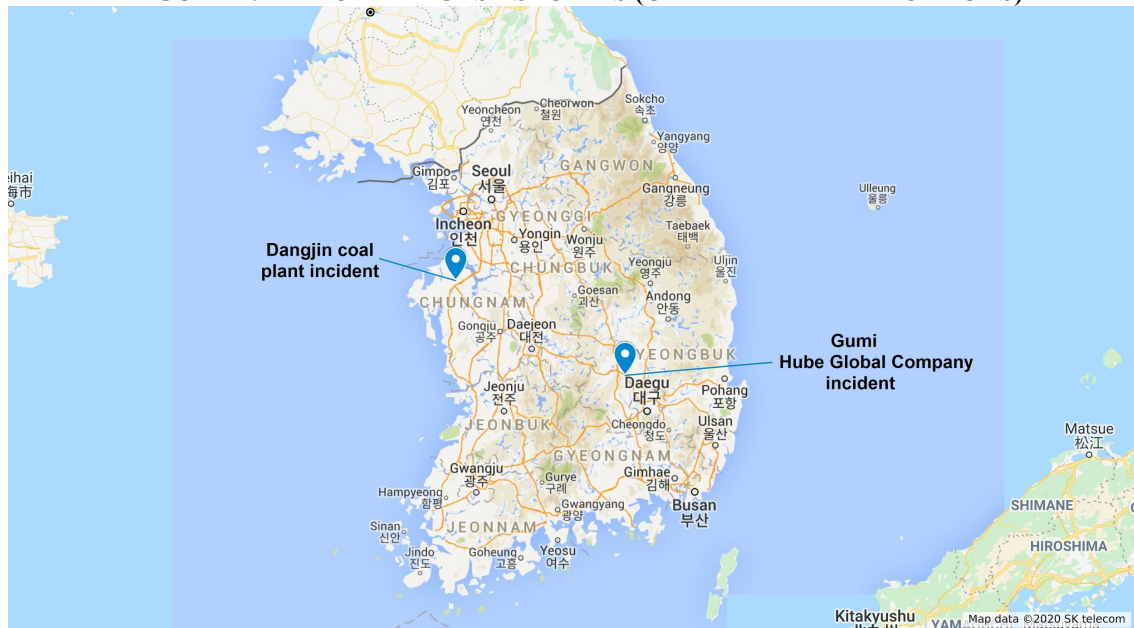 Yeoncheon
연천
Cheorwon
철원
Sokcho
속초
Yangyang
양양
Gimpo
김포
Seoul
서울
GANGWON
Gangneung
강릉
eihai
海市
Ulleung
울릉
Incheon
인천
GYEONGGI
Yongin
용인
Wonju
원주
Taebaek
태백
Dangjin coal
plant incident
CHUNGBUK
Yeongju
영주
Uljin
울진
CHUNGNAM
Goesan
괴산
Andong
안동
Gongju
공주
Daejeon
대전
Gumi
Hube Global Company
incident
YEONGBUK
Daegu
대구
Pohang
포항
Jeonju
전주
JEONBUK
Cheongdo
청도
Ulsan
울산
Matsue
松江
GYEONGNAM
Gwangju
광주
Gurye
구례
Gimhae
김해
Hampyeong
함평
Gwangyang
광양
Busan
부산
SHIMANE
Sinan
신안
JEONNAM
HIROSHIMA
Jindo
진도
Goheung
고흥
Yeosu
여수
Kitakyushu
Map data ©2020 SK telecom